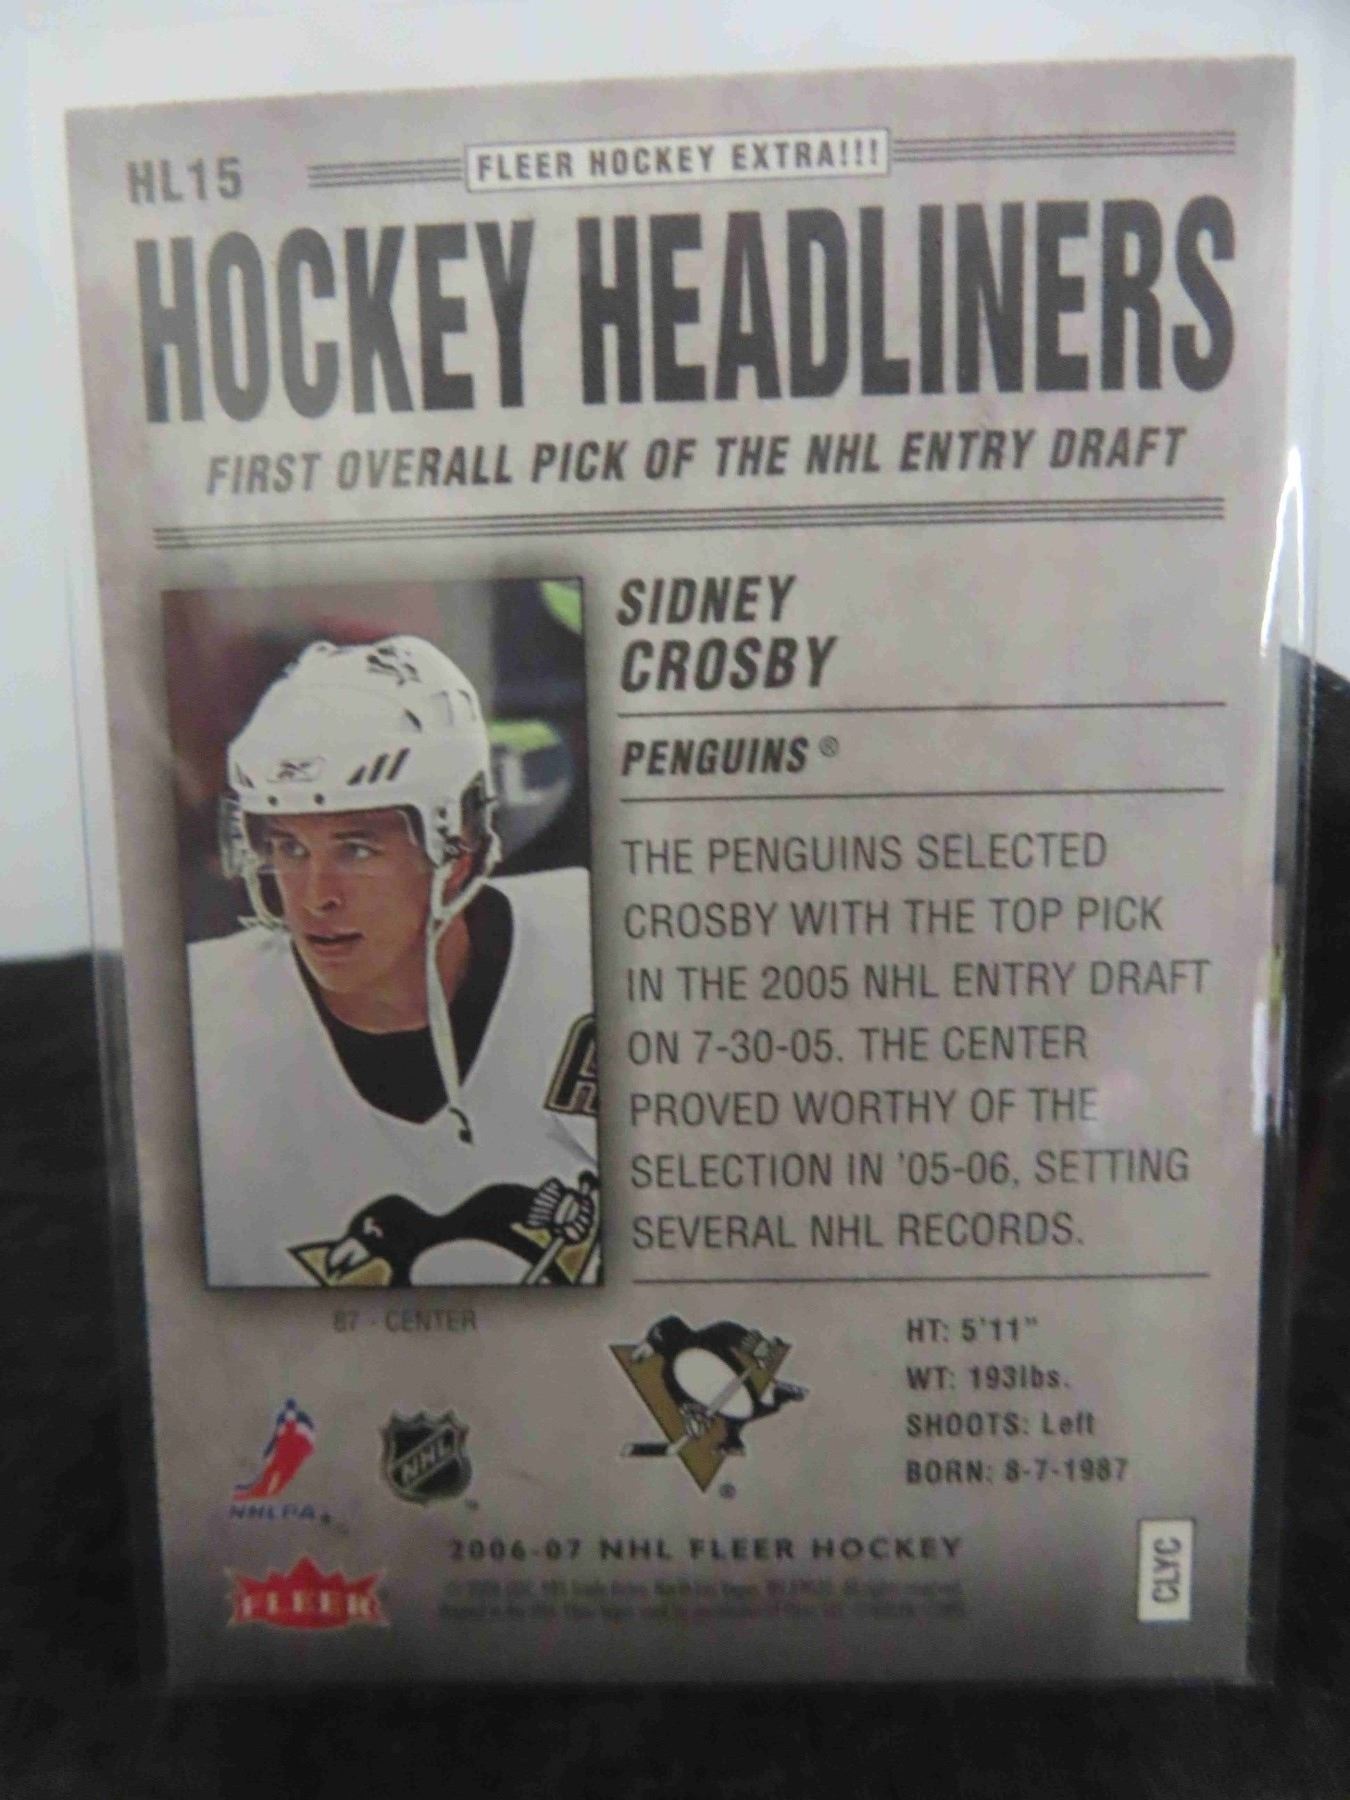 HL15
FLEER HOCKEY EXTRA!!!
HOCKEY HEADLINERS
FIRST OVERALL PICK OF THE NHL ENTRY DRAFT
SIDNEY
CROSBY
PENGUINS®
THE PENGUINS SELECTED
CROSBY WITH THE TOP PICK
IN THE 2005 NHL ENTRY DRAFT
ON 7-30-05. THE CENTER
PROVED WORTHY OF THE
SELECTION IN '05-06, SETTING
SEVERAL NHL RECORDS.
87 · CENTER
HT: 5'11"
WT: 193lbs.
SHOOTS: Left
BORN: 8-7-1987
NHLPA
NHL
™
®
2006-07 NHL FLEER HOCKEY
FLEER
CLYC